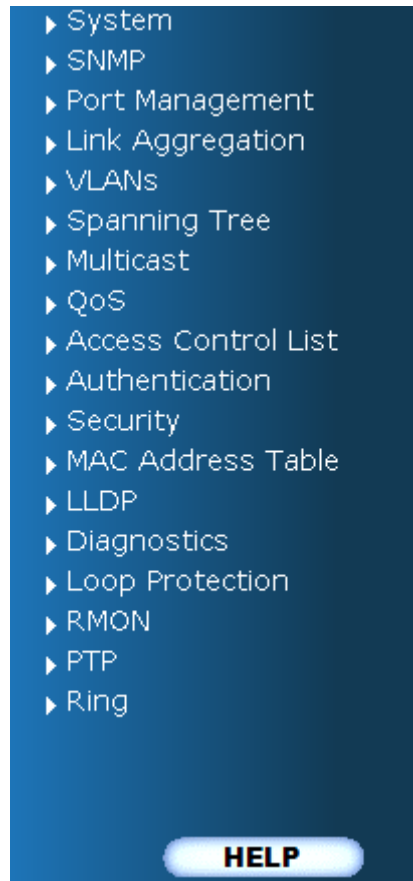 System
SNMP
Port Management
Link Aggregation
VLANs
Spanning Tree
Multicast
QoS
Access Control List
Authentication
Security
MAC Address Table
LLDP
Diagnostics
Loop Protection
RMON
PTP
Ring
HELP